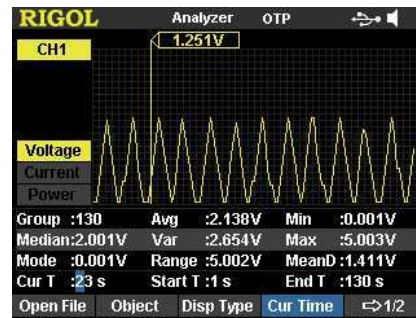 RIGOL Analyzer OTP
CH1 1.251V
Voltage
Current
Power
Group :130 Avg :2.138V Min :0.001V
Median:2.001V Var :2.654V Max :5.003V
Mode :0.001V Range :5.002V MeanD:1.411V
Cur T :23 s Start T :1 s End T :130 s
Open File Object Disp Type Cur Time ⇨1/2